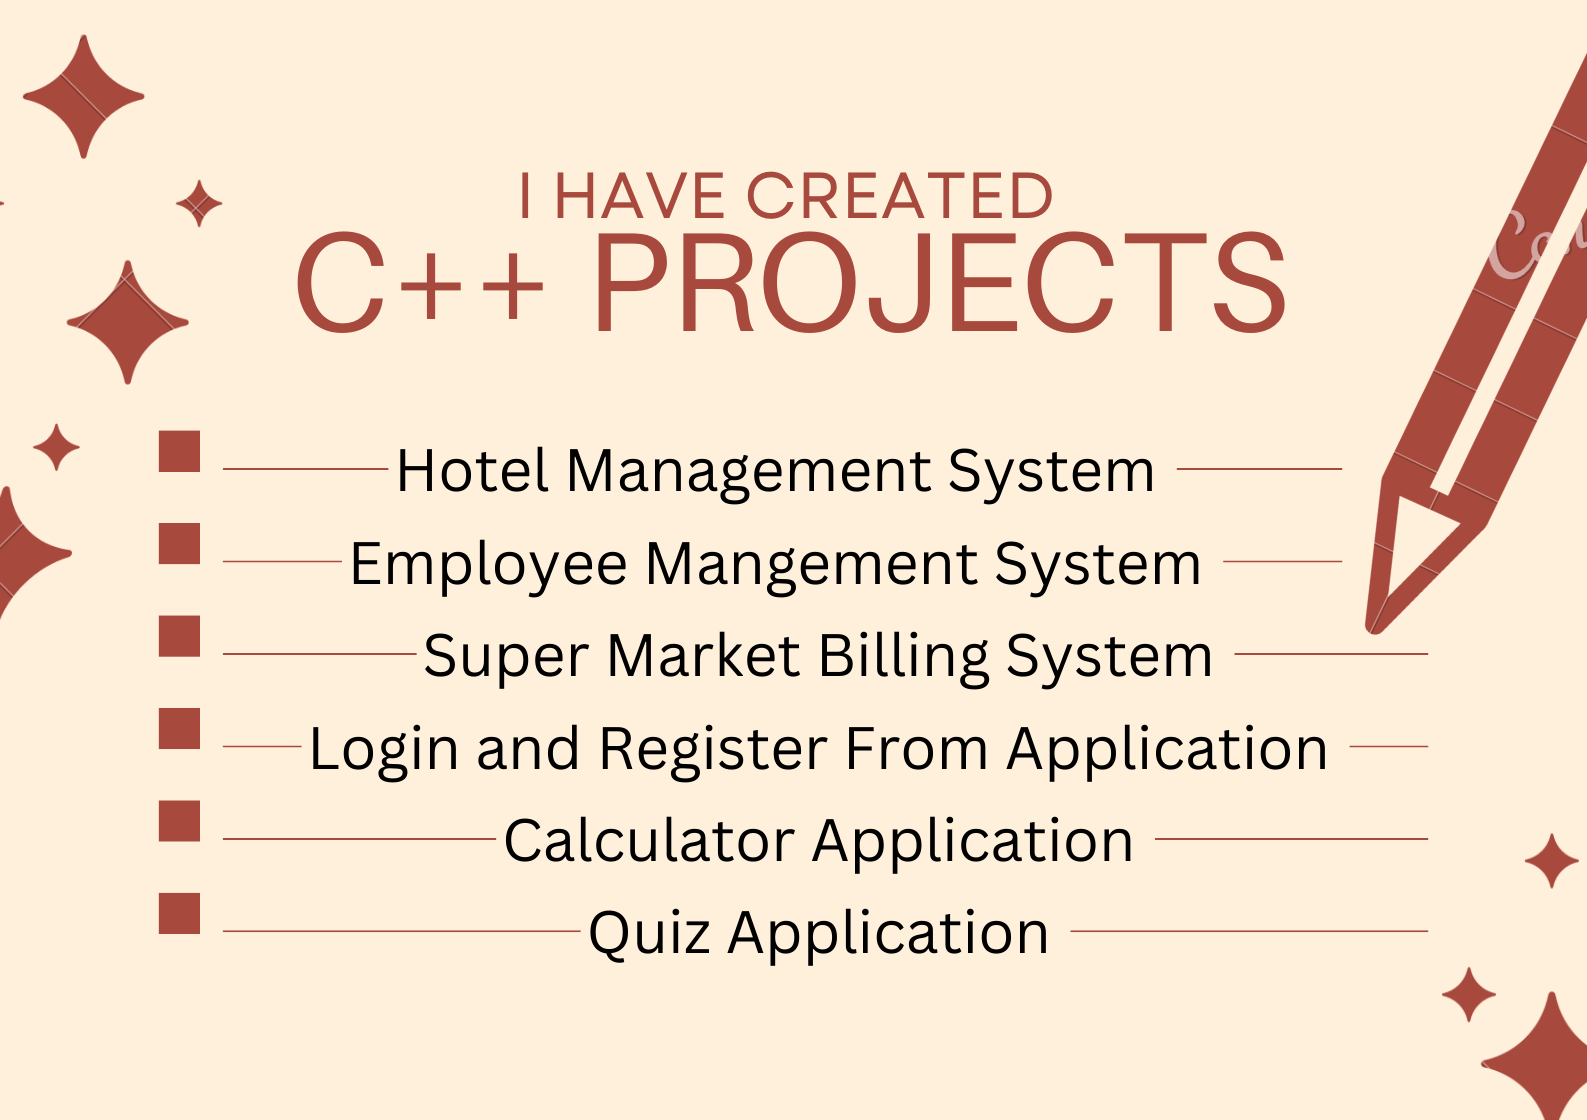 I HAVE CREATED
C++ PROJECTS
Hotel Management System
Employee Mangement System
Super Market Billing System
Login and Register From Application
Calculator Application
Quiz Application